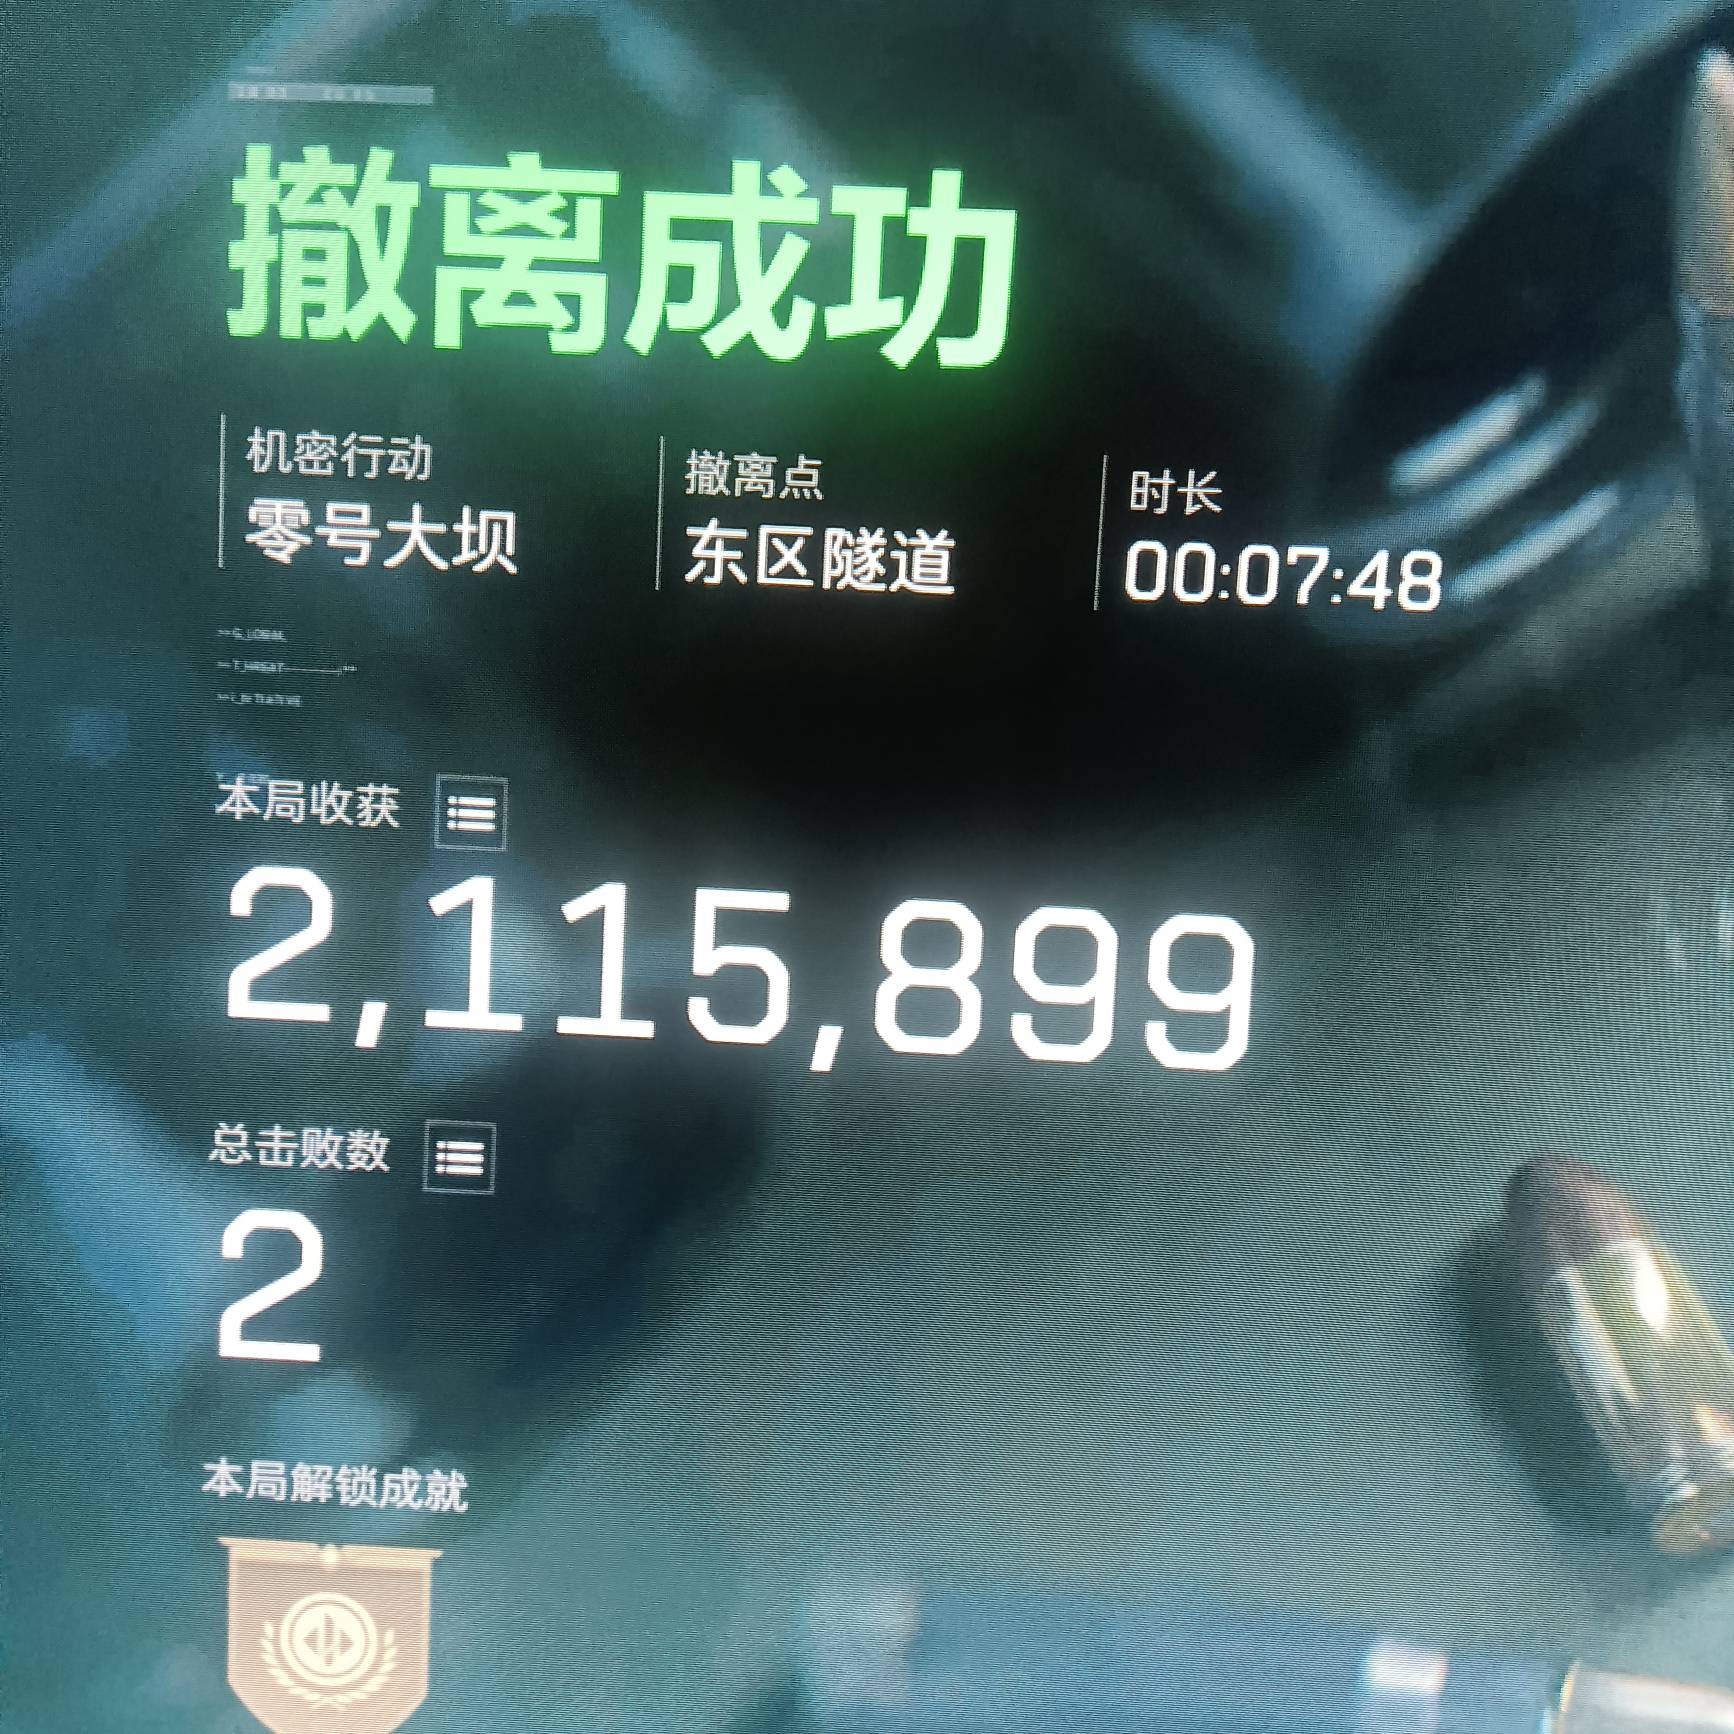 撤离成功
机密行动
零号大坝
撤离点
东区隧道
时长
00:07:48
本局收获
2,115,899
总击败数
2
本局解锁成就